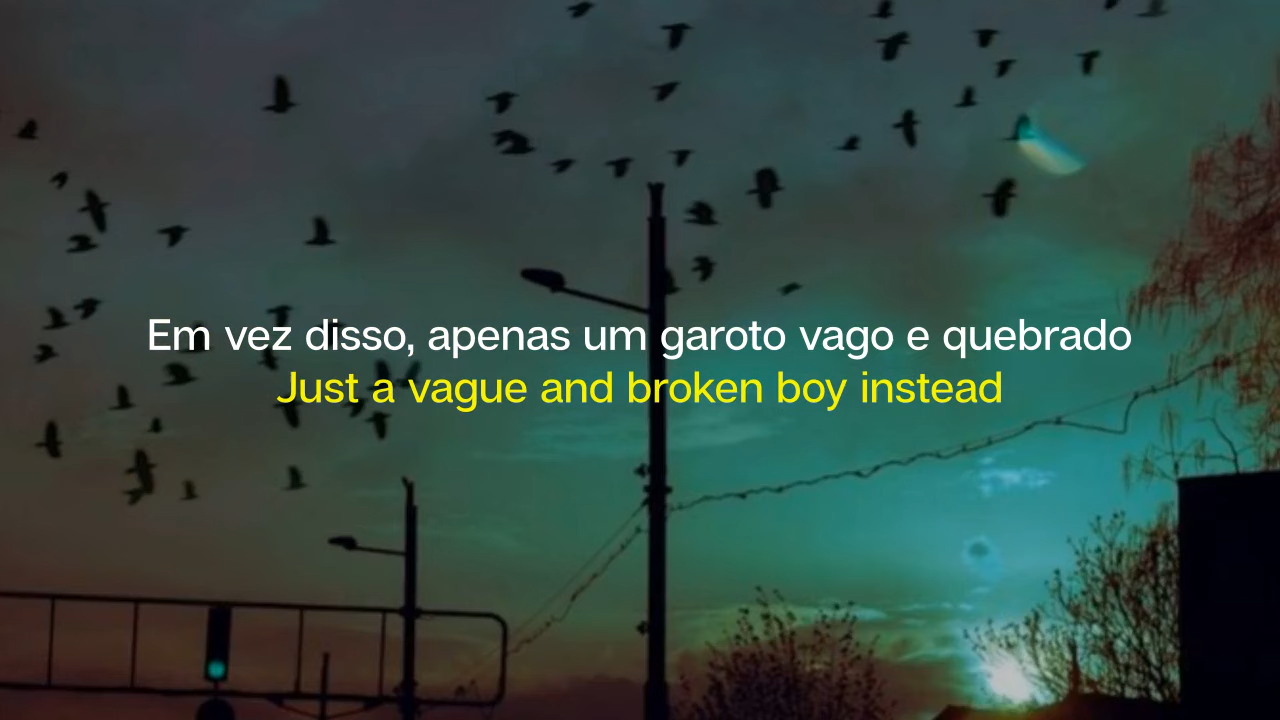 Em vez disso, apenas um garoto vago e quebrado
Just a vague and broken boy instead